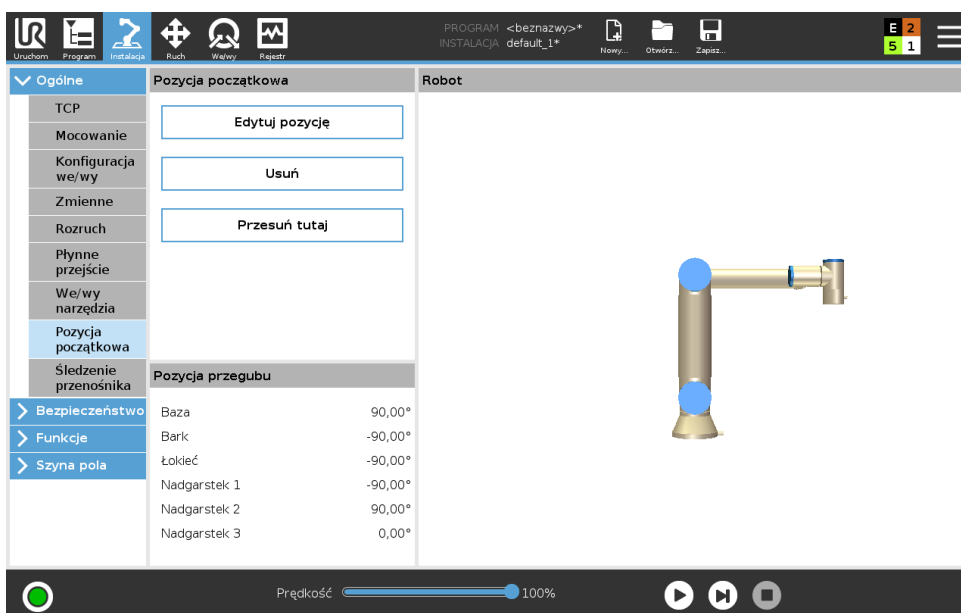 UR
PROGRAM <beznazwy>*
INSTALACJA default_1*
E 2
5 1
Uruchom Program Instalacja Ruch We/wy Rejestr Nowy... Otwórz... Zapisz...
Ogólne
TCP
Mocowanie
Konfiguracja
we/wy
Zmienne
Rozruch
Płynne
przejście
We/wy
narzędzia
Pozycja
początkowa
Śledzenie
przenośnika
Bezpieczeństwo
Funkcje
Szyna pola
Pozycja początkowa
Edytuj pozycję
Usuń
Przesuń tutaj
Pozycja przegubu
Baza 90,00°
Bark -90,00°
Łokieć -90,00°
Nadgarstek 1 -90,00°
Nadgarstek 2 90,00°
Nadgarstek 3 0,00°
Robot
Prędkość 100%